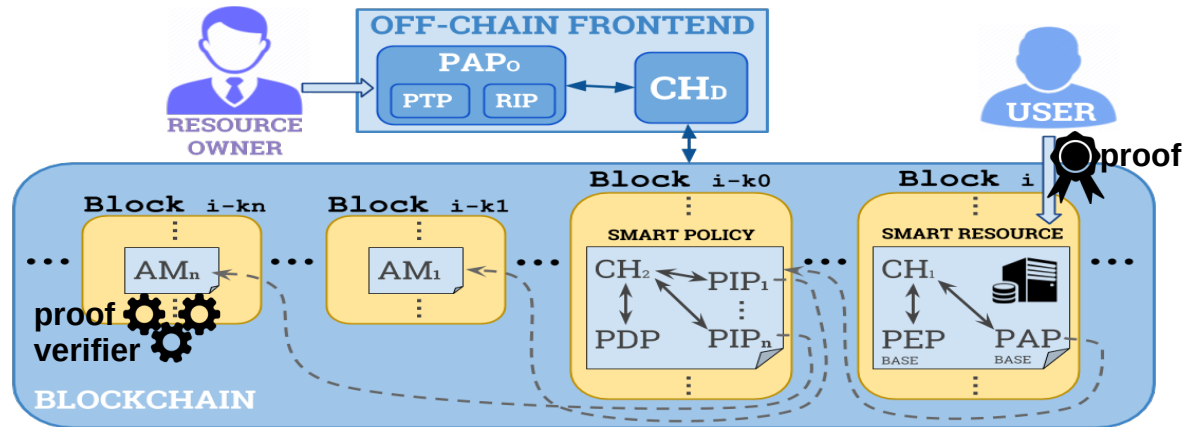 OFF-CHAIN FRONTEND
PAPO
PTP
RIP
CHD
RESOURCE
OWNER
USER
proof
Block i-kn
Block i-k1
Block i-k0
Block i
AMn
AM1
SMART POLICY
CH2
PIP1
PDP
PIPn
SMART RESOURCE
CH1
PEP
BASE
PAP
BASE
proof
verifier
BLOCKCHAIN